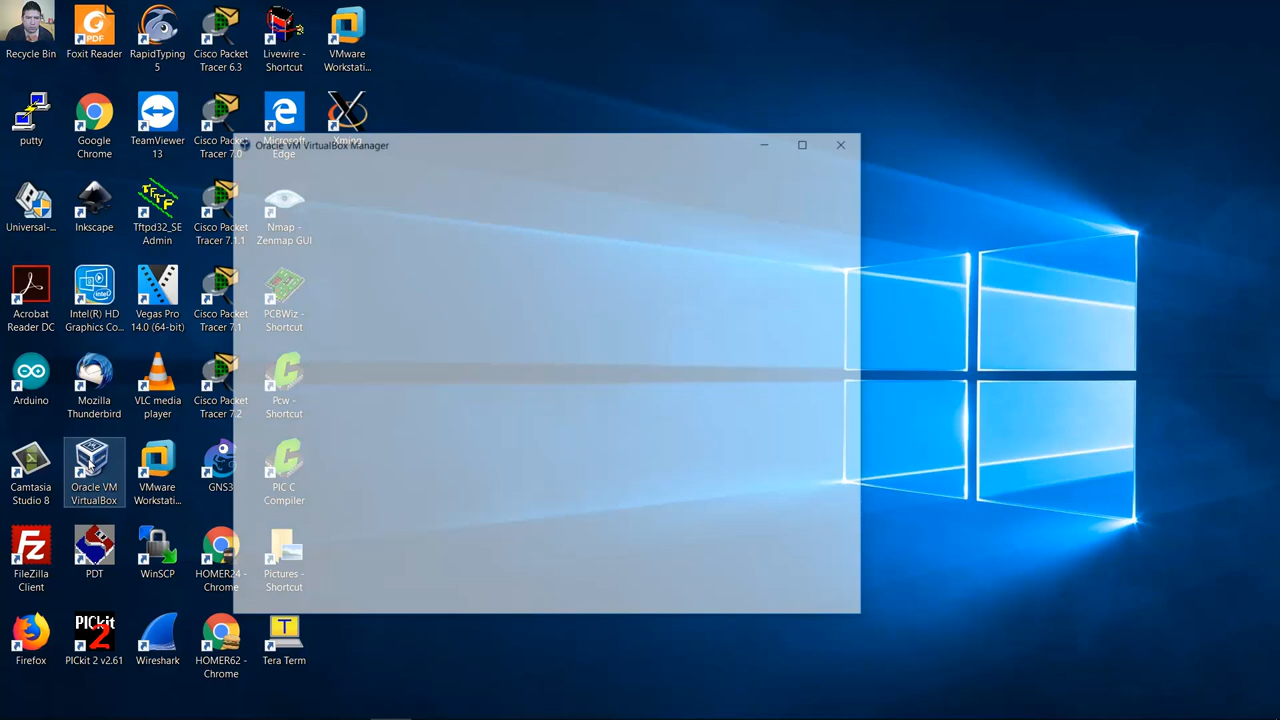 Recycle Bin
Foxit Reader
RapidTyping
5
Cisco Packet
Tracer 6.3
Livewire -
Shortcut
VMware
Workstati...
putty
Google
Chrome
TeamViewer
13
Cisco Packet
Tracer 7.0
Microsoft
Edge
Xming
Oracle VM VirtualBox Manager
Universal-...
Inkscape
Tftpd32_SE
Admin
Cisco Packet
Tracer 7.1.1
Nmap -
Zenmap GUI
Acrobat
Reader DC
Intel(R) HD
Graphics Co...
Vegas Pro
14.0 (64-bit)
Cisco Packet
Tracer 7.1
PCBWiz -
Shortcut
Arduino
Mozilla
Thunderbird
VLC media
player
Cisco Packet
Tracer 7.2
Pcw -
Shortcut
Camtasia
Studio 8
Oracle VM
VirtualBox
VMware
Workstati...
GNS3
PIC C
Compiler
FileZilla
Client
PDT
WinSCP
HOMER24 -
Chrome
Pictures -
Shortcut
Firefox
PICkit 2 v2.61
Wireshark
HOMER62 -
Chrome
Tera Term